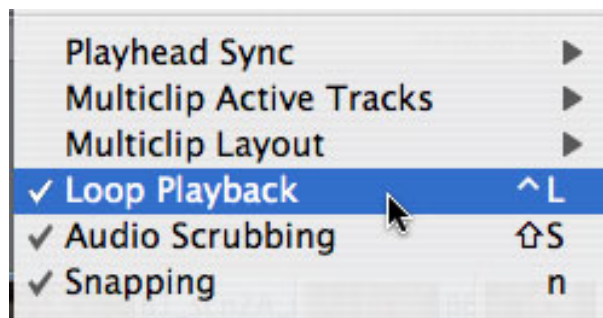 Playhead Sync ▶
Multiclip Active Tracks ▶
Multiclip Layout ▶
✓ Loop Playback ^L
✓ Audio Scrubbing ⇧S
✓ Snapping n